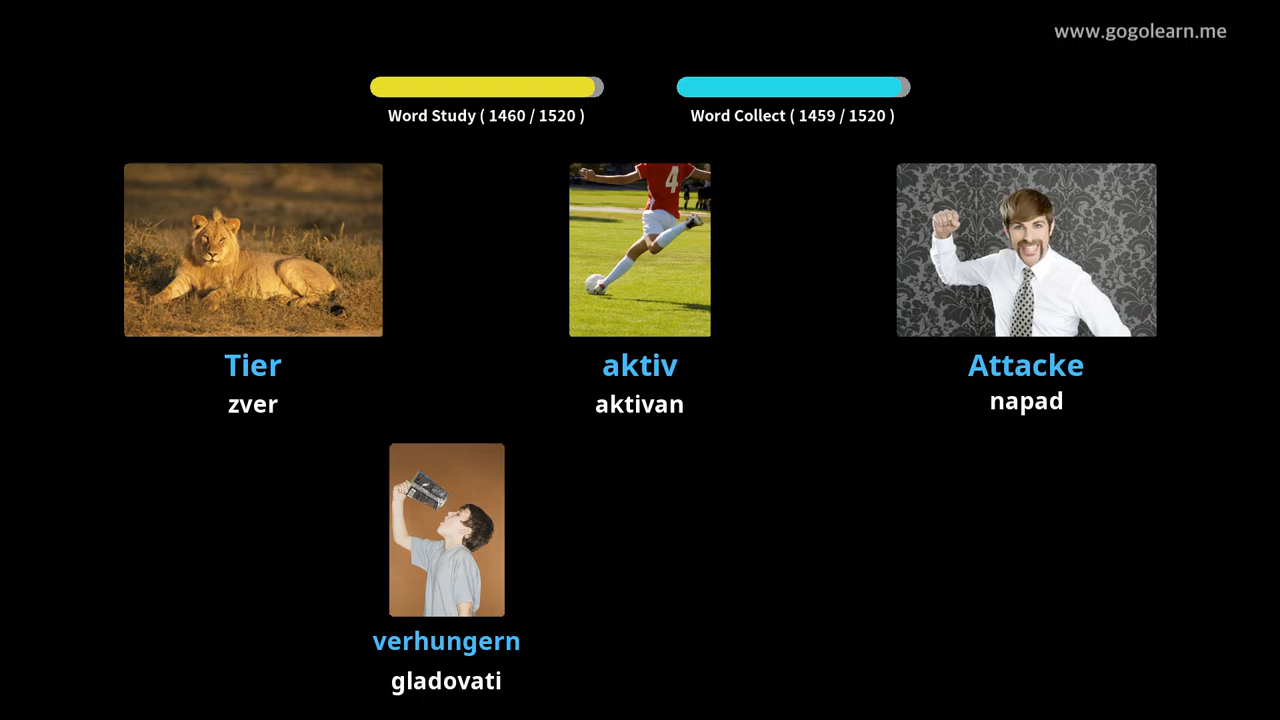 www.gogolearn.me
Word Study ( 1460 / 1520 )
Word Collect ( 1459 / 1520 )
4
Tier
zver
aktiv
aktivan
Attacke
napad
verhungern
gladovati